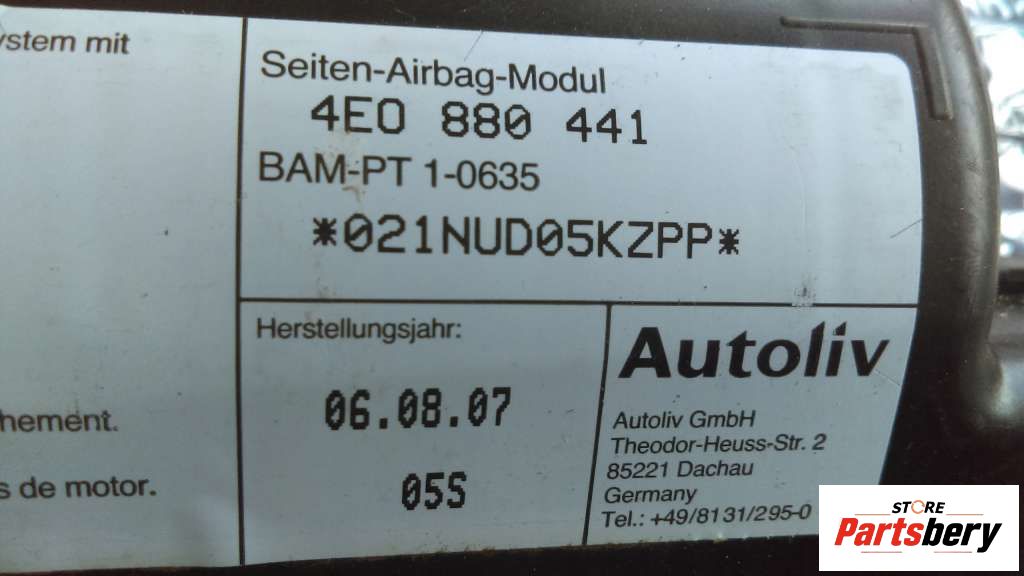 ystem mit
hement.
s de motor.
Seiten-Airbag-Modul
4E0 880 441
BAM-PT 1-0635
*021NUD05KZPP*
Herstellungsjahr:
06.08.07
05S
Autoliv
Autoliv GmbH
Theodor-Heuss-Str. 2
85221 Dachau
Germany
Tel.: +49/8131/295-0
STORE
Partsbery